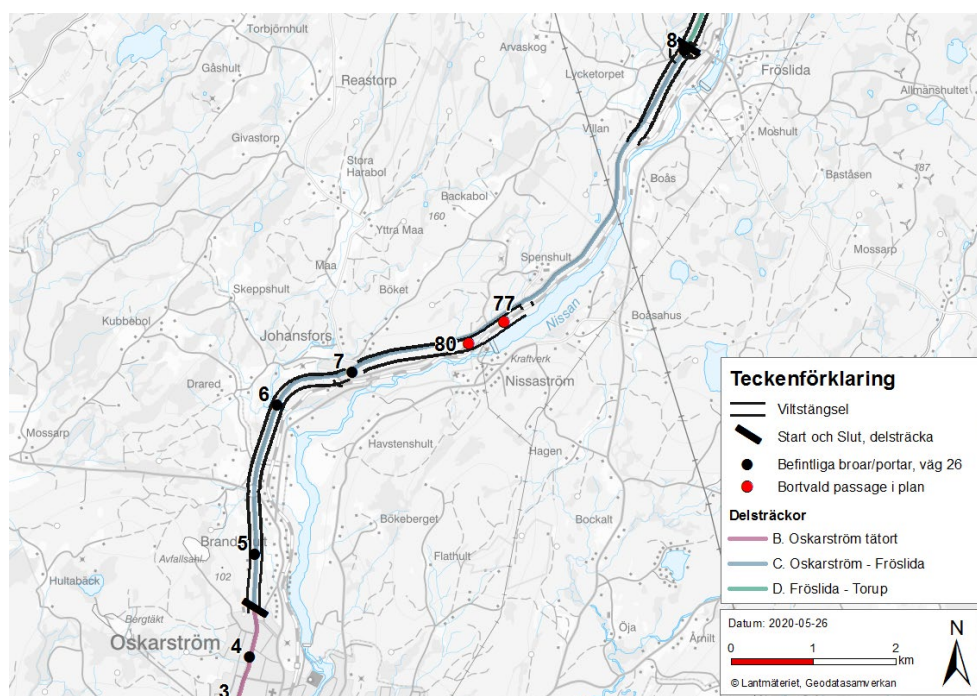 Torbjörnhult
Gåshult
Reastorp
Arvaskog
8
Lycketorpet
Fröslida
Allmänshultet
Givastorp
Villan
Moshult
Stora
Harabol
187
Backabol
Boås
Baståsen
160
Yttra Maa
Mossarp
Maa
Spenshult
Skeppshult
Böket
77
Nissan
Boasahus
Kubbebol
Johansfors
80
7
Kraftverk
Drared
Nissaström
6
Mossarp
Havstenshult
Hagen
Bökeberget
Bockalt
5
Avfallsanl
102
Flathult
Hultabäck
Bergtäkt
Oskarström
4
Öja
Årnilt
3
Teckenförklaring
Viltstängsel
Start och Slut, delsträcka
Befintliga broar/portar, väg 26
Bortvald passage i plan
Delsträckor
B. Oskarström tätort
C. Oskarström - Fröslida
D. Fröslida - Torup
Datum: 2020-05-26
N
0 1 2
km
© Lantmäteriet, Geodatasamverkan